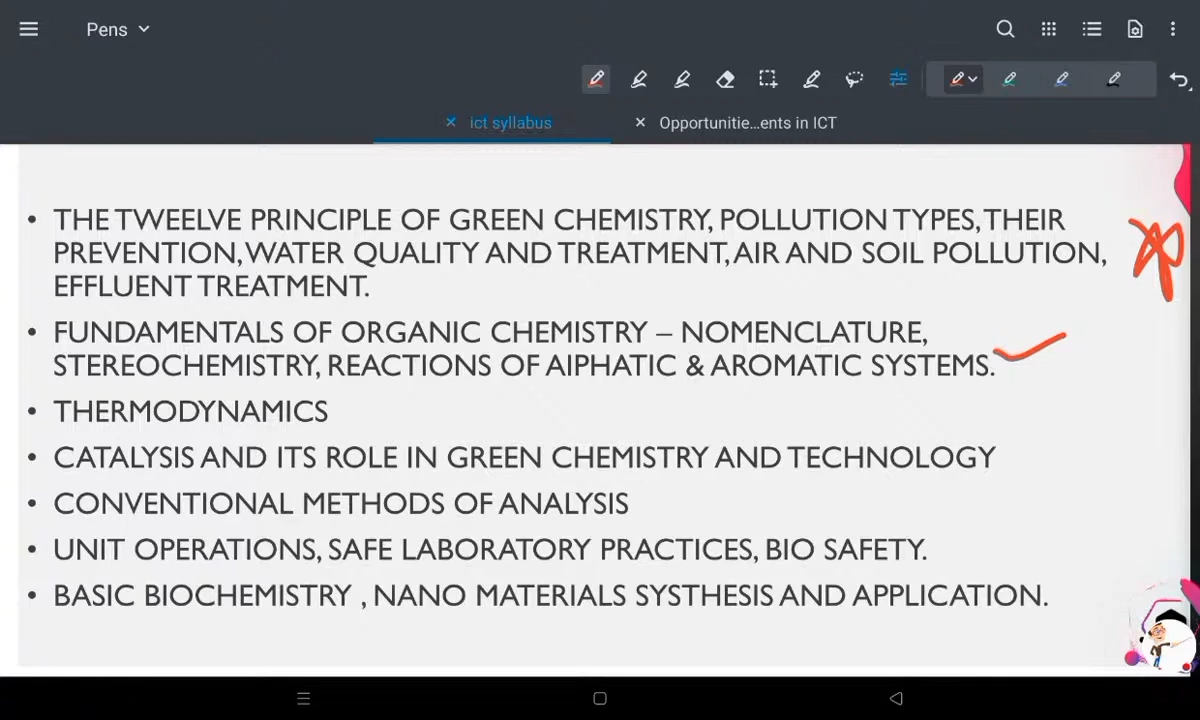 Pens
ict syllabus
Opportunitie...ents in ICT
• THE TWEELVE PRINCIPLE OF GREEN CHEMISTRY, POLLUTION TYPES, THEIR
PREVENTION, WATER QUALITY AND TREATMENT, AIR AND SOIL POLLUTION,
EFFLUENT TREATMENT.
• FUNDAMENTALS OF ORGANIC CHEMISTRY – NOMENCLATURE,
STEREOCHEMISTRY, REACTIONS OF AIPHATIC & AROMATIC SYSTEMS.
• THERMODYNAMICS
• CATALYSIS AND ITS ROLE IN GREEN CHEMISTRY AND TECHNOLOGY
• CONVENTIONAL METHODS OF ANALYSIS
• UNIT OPERATIONS, SAFE LABORATORY PRACTICES, BIO SAFETY.
• BASIC BIOCHEMISTRY , NANO MATERIALS SYSTHESIS AND APPLICATION.